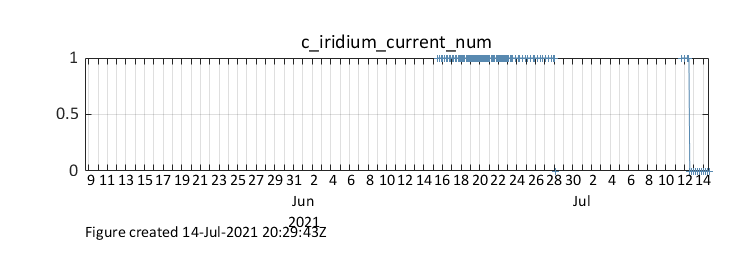 c_iridium_current_num
1
0.5
0
9 11 13 15 17 19 21 23 25 27 29 31 2 4 6 8 10 12 14 16 18 20 22 24 26 28 30 2 4 6 8 10 12 14
Jun Jul
2021
Figure created 14-Jul-2021 20:29:43Z